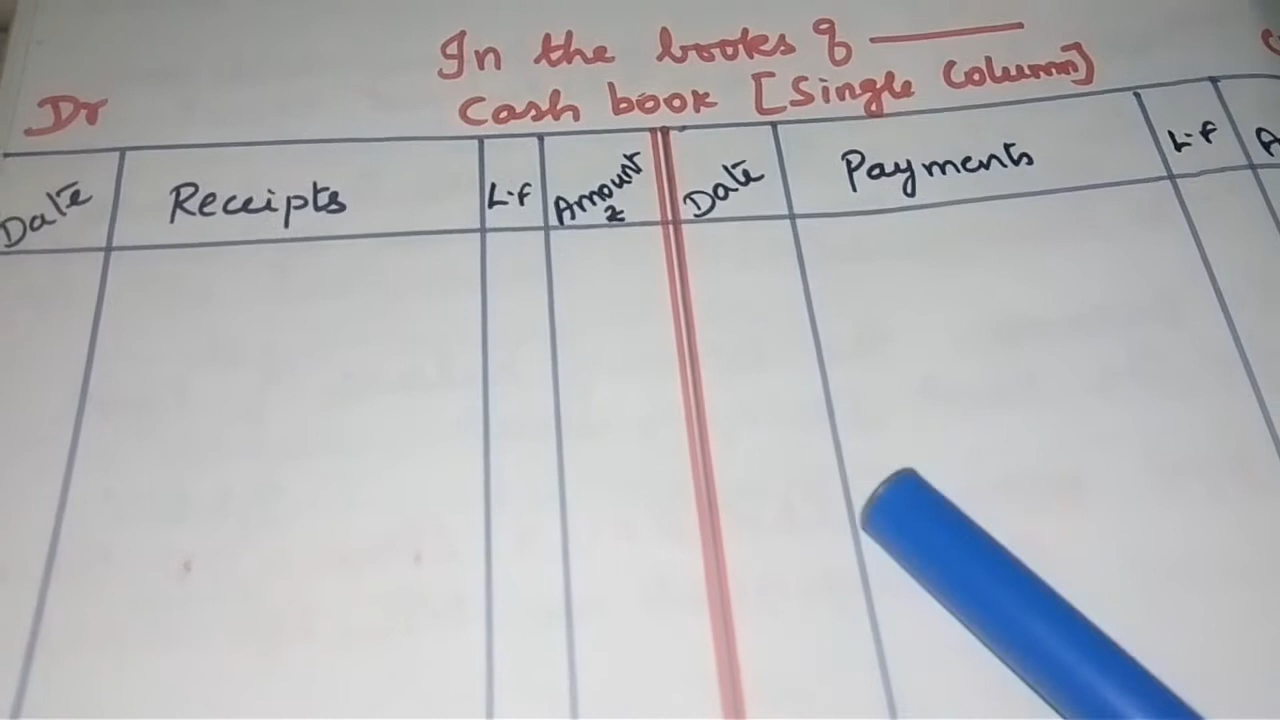 In the books of
Cash book [Single Column]
Dr
Date Receipts L.f Amount ₹ Date Payments L.f